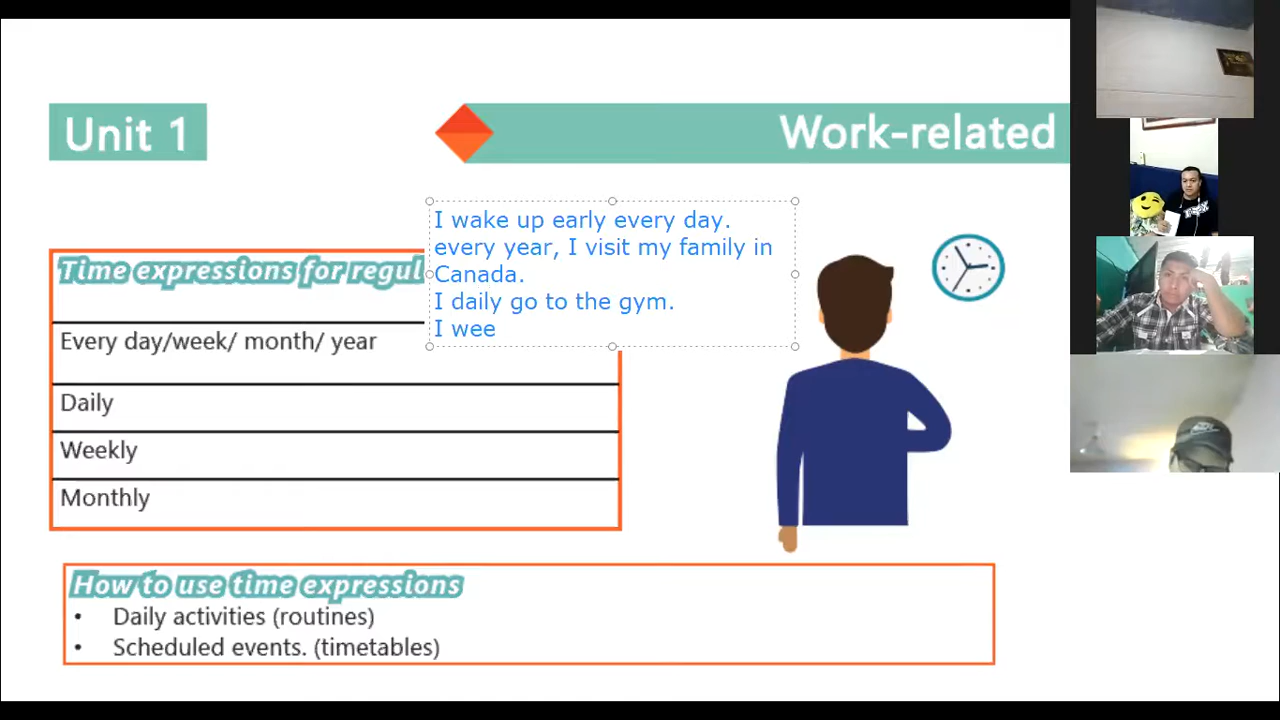 Unit 1
Work-related
I wake up early every day.
every year, I visit my family in
Canada.
I daily go to the gym.
I wee
Time expressions for regul
Every day/week/ month/ year
Daily
Weekly
Monthly
How to use time expressions
• Daily activities (routines)
• Scheduled events. (timetables)